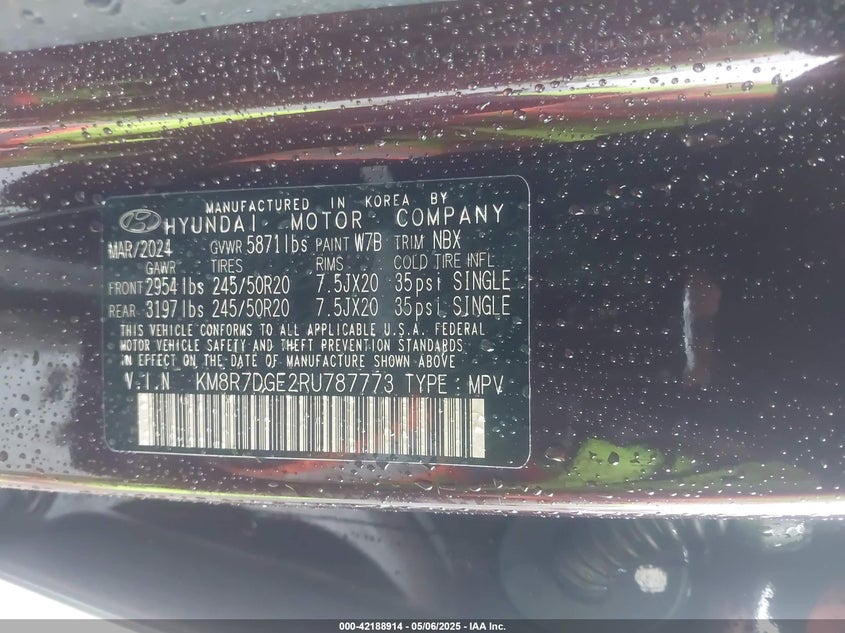 MANUFACTURED IN KOREA BY
HYUNDAI MOTOR COMPANY
MAR/2024 GVWR 5871lbs PAINT W7B TRIM NBX
GAWR TIRES RIMS COLD TIRE INFL
FRONT 2954lbs 245/50R20 7.5JX20 35psi SINGLE
REAR 3197lbs 245/50R20 7.5JX20 35psi SINGLE
THIS VEHICLE CONFORMS TO ALL APPLICABLE U.S.A. FEDERAL
MOTOR VEHICLE SAFETY AND THEFT PREVENTION STANDARDS
IN EFFECT ON THE DATE OF MANUFACTURE SHOWN ABOVE
V.I.N KM8R7DGE2RU787773 TYPE : MPV
000-42188914 - 05/06/2025 - IAA Inc.